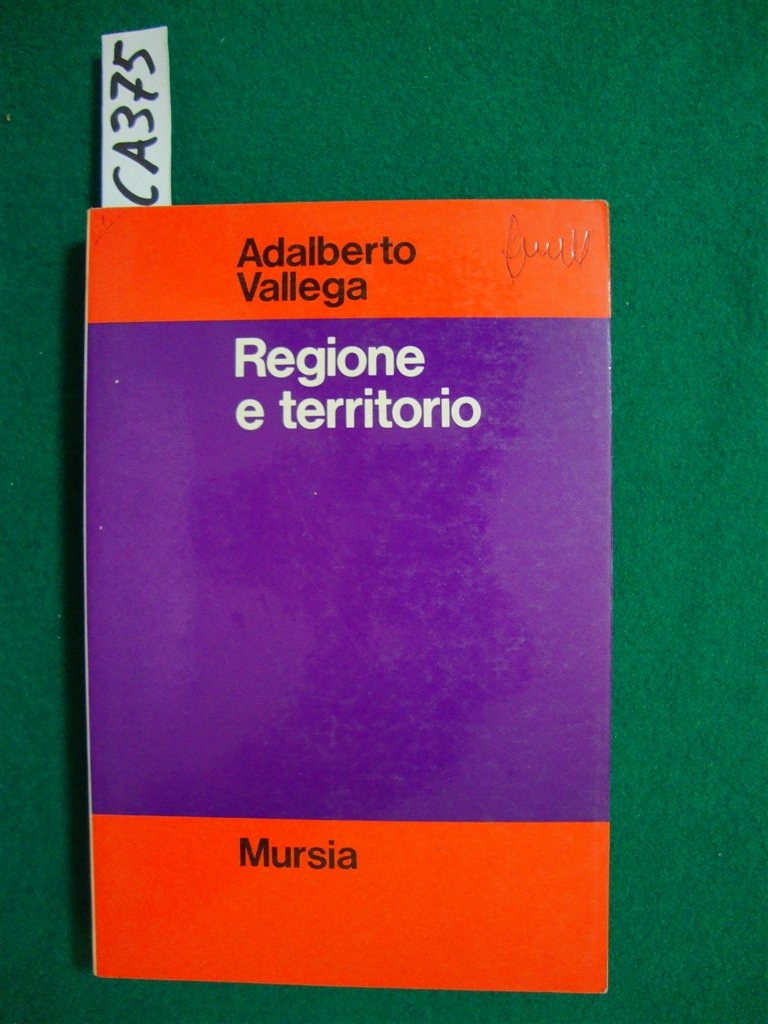 CA375
Adalberto
Vallega
Regione
e territorio
Mursia